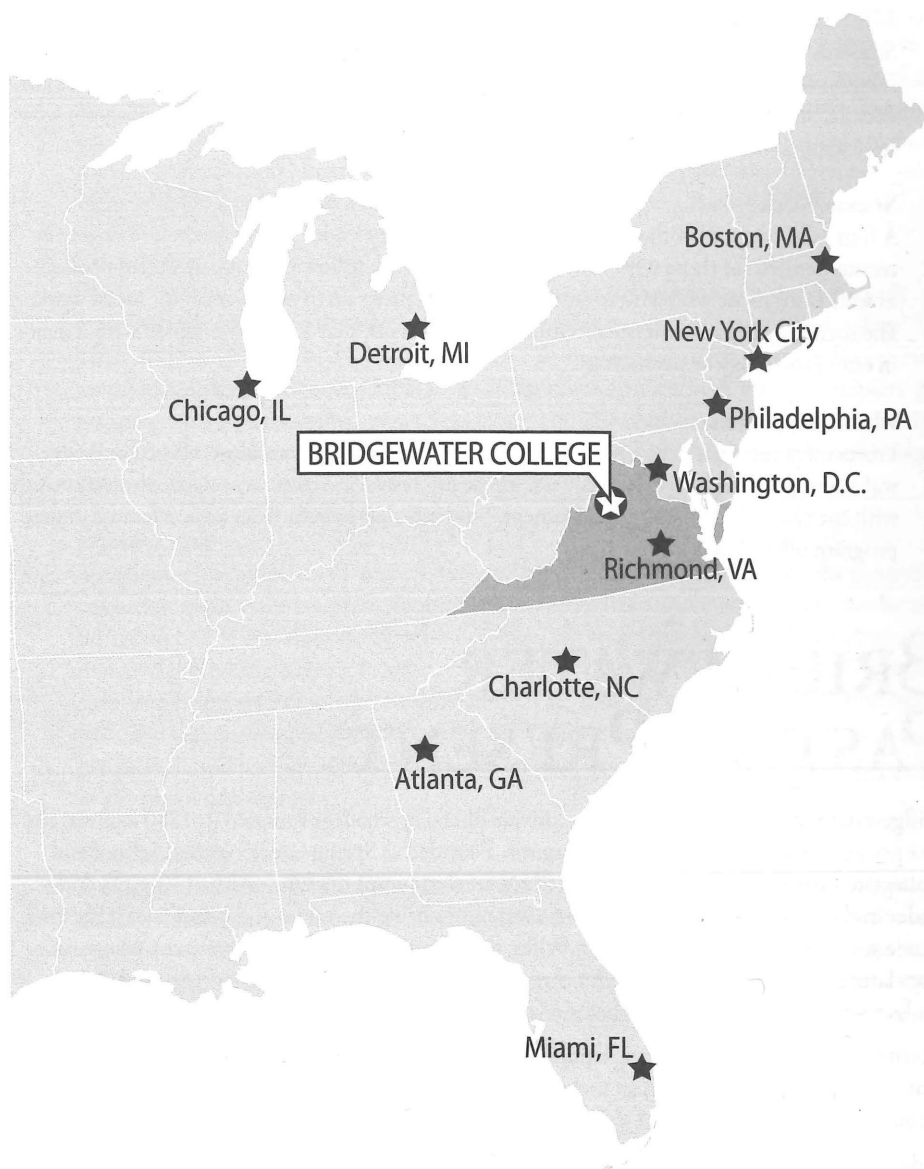 Boston, MA
New York City
Detroit, MI
Chicago, IL
Philadelphia, PA
BRIDGEWATER COLLEGE
Washington, D.C.
Richmond, VA
Charlotte, NC
Atlanta, GA
Miami, FL